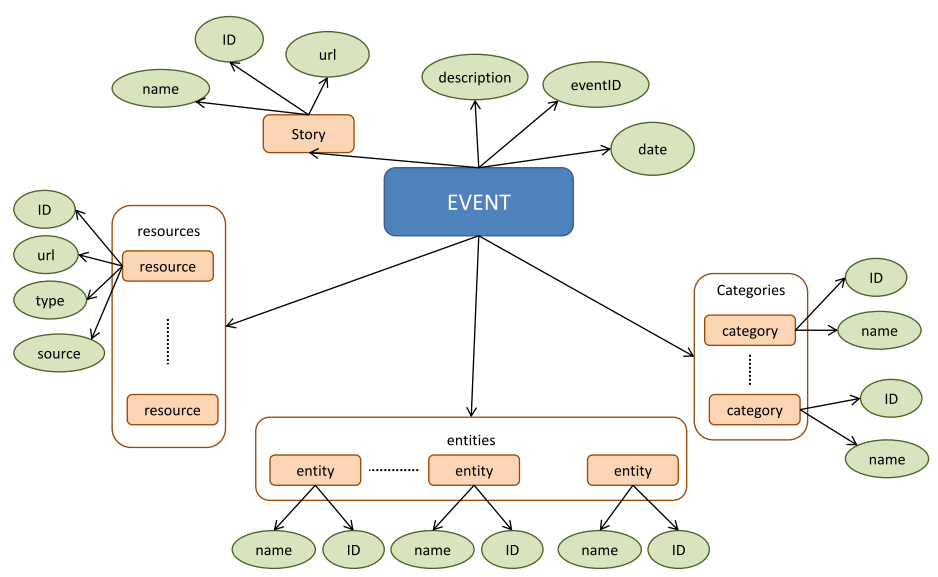 ID
url
name
description
eventID
Story
date
EVENT
ID
resources
url
resource
type
source
resource
Categories
ID
category
name
category
ID
name
entities
entity
entity
entity
name
ID
name
ID
name
ID